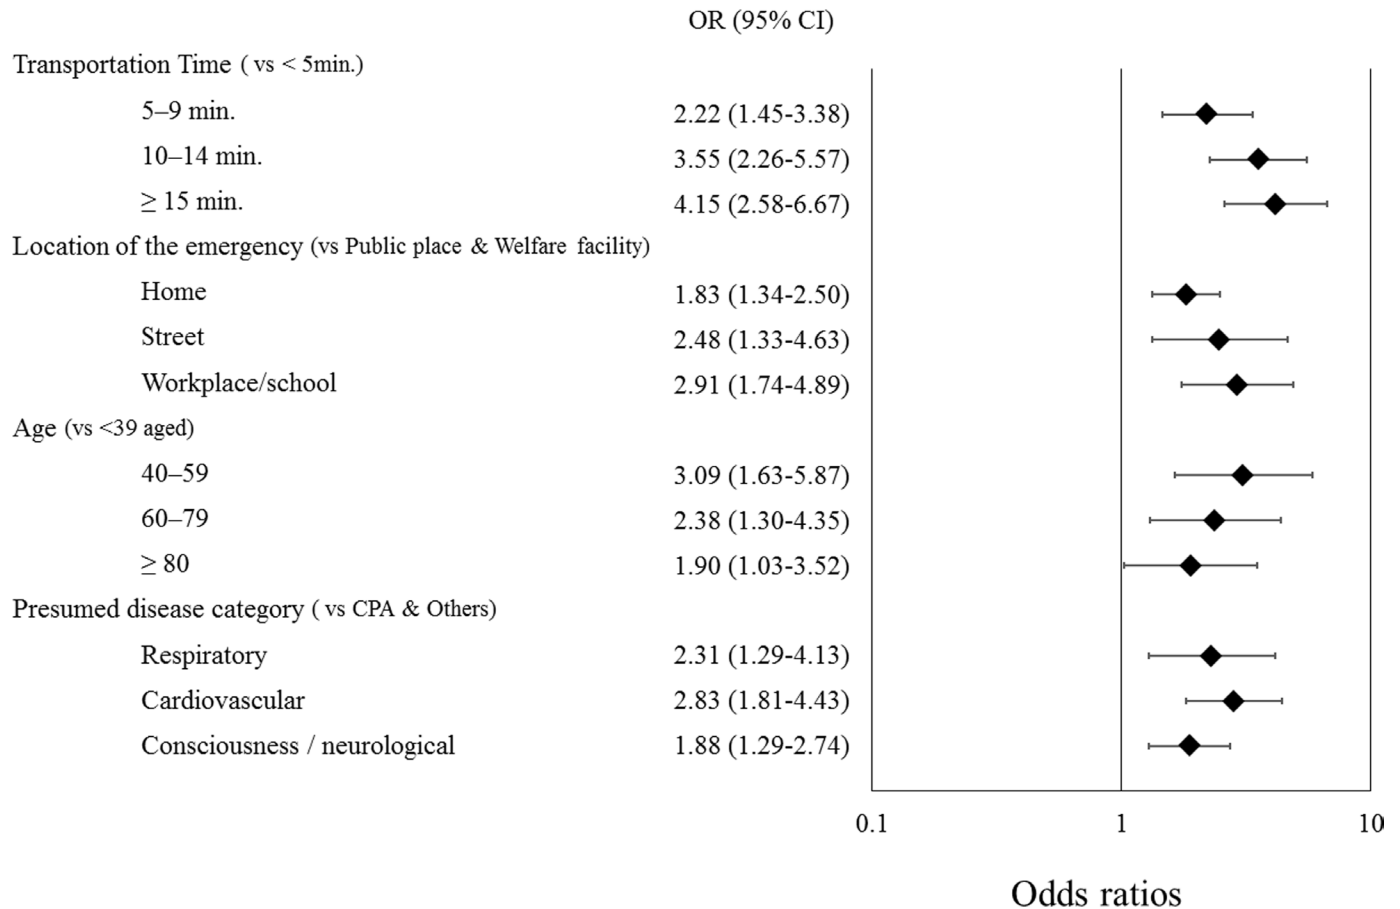 OR (95% CI)
Transportation Time ( vs < 5min.)
5–9 min. 2.22 (1.45-3.38)
10–14 min. 3.55 (2.26-5.57)
≥ 15 min. 4.15 (2.58-6.67)
Location of the emergency (vs Public place & Welfare facility)
Home 1.83 (1.34-2.50)
Street 2.48 (1.33-4.63)
Workplace/school 2.91 (1.74-4.89)
Age (vs <39 aged)
40–59 3.09 (1.63-5.87)
60–79 2.38 (1.30-4.35)
≥ 80 1.90 (1.03-3.52)
Presumed disease category ( vs CPA & Others)
Respiratory 2.31 (1.29-4.13)
Cardiovascular 2.83 (1.81-4.43)
Consciousness / neurological 1.88 (1.29-2.74)
0.1 1 10
Odds ratios